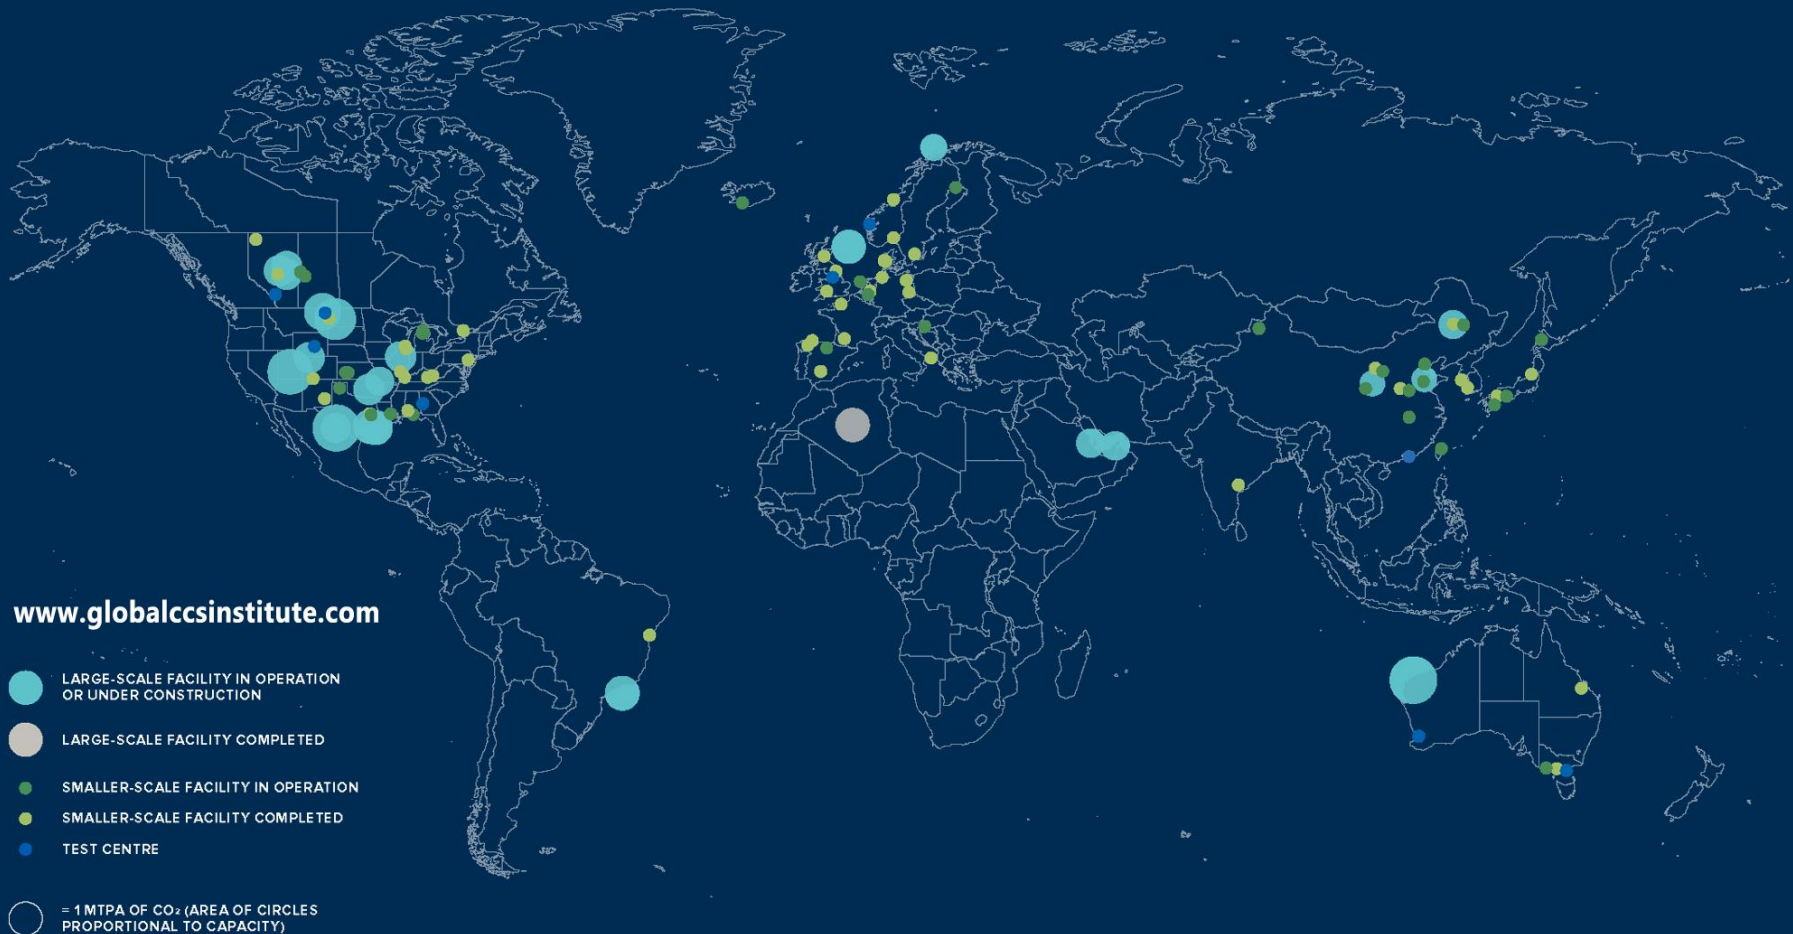 www.globalccsinstitute.com
LARGE-SCALE FACILITY IN OPERATION
OR UNDER CONSTRUCTION
LARGE-SCALE FACILITY COMPLETED
SMALLER-SCALE FACILITY IN OPERATION
SMALLER-SCALE FACILITY COMPLETED
TEST CENTRE
= 1 MTPA OF CO₂ (AREA OF CIRCLES
PROPORTIONAL TO CAPACITY)